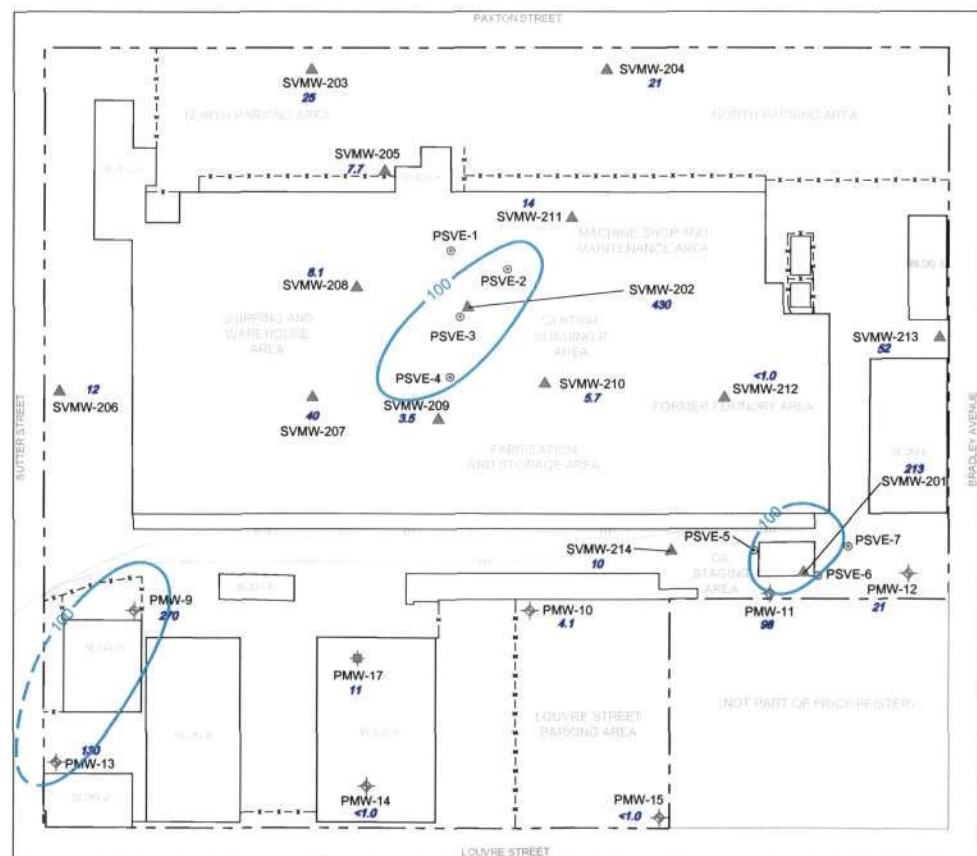 PAXTON STREET
SVMW-203
25
SVMW-204
21
NORTH PARKING AREA
NORTH PARKING AREA
SVMW-205
7.7
14
SVMW-211
MACHINE SHOP AND
MAINTENANCE AREA
PSVE-1
100
PSVE-2
8.1
SVMW-208
SVMW-202
430
PSVE-3
SHIPPING AND
WAREHOUSE
AREA
CENTRAL
BUILDING P
AREA
SVMW-213
52
PSVE-4
12
SVMW-206
SVMW-210
5.7
<1.0
SVMW-212
FORMER FOUNDRY AREA
40
SVMW-207
SVMW-209
3.5
FABRICATION
AND STORAGE AREA
SUTTER STREET
BRADLEY AVENUE
213
SVMW-201
100
PSVE-5
PSVE-7
SVMW-214
10
OIL
STAGING
AREA
PSVE-6
PMW-12
21
PMW-11
98
100
PMW-9
270
PMW-10
4.1
PMW-17
11
LOUVRE STREET
PARKING AREA
(NOT PART OF PRICE PFISTER)
130
PMW-13
PMW-14
<1.0
PMW-15
<1.0
LOUVRE STREET